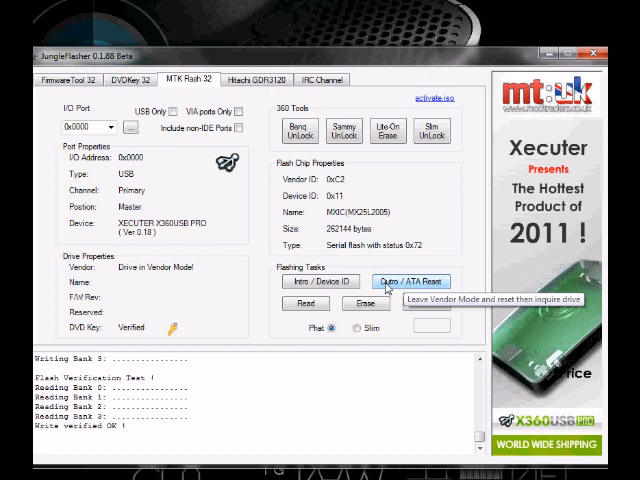 JungleFlasher 0.1.88 Beta
FirmwareTool 32
DVDKey 32
MTK Flash 32
Hitachi GDR3120
IRC Channel
I/O Port
USB Only
VIA ports Only
0x0000
...
Include non-IDE Ports
Port Properties
I/O Address: 0x0000
Type: USB
Channel: Primary
Postion: Master
Device: XECUTER X360USB PRO
( Ver 0.18 )
Drive Properties
Vendor: Drive in Vendor Mode!
Name:
F/W Rev:
Reserved:
DVD Key: Verified
activate.iso
360 Tools
Benq UnLock
Sammy UnLock
Lite-On Erase
Slim UnLock
Flash Chip Properties
Vendor ID: 0xC2
Device ID: 0x11
Name: MXIC(MX25L2005)
Size: 262144 bytes
Type: Serial flash with status 0x72
Flashing Tasks
Intro / Device ID
Outro / ATA Reset
Leave Vendor Mode and reset then inquire drive
Read
Erase
Phat
Slim
Writing Bank 3: ...............
Flash Verification Test !
Reading Bank 0: ...............
Reading Bank 1: ...............
Reading Bank 2: ...............
Reading Bank 3: ...............
Write verified OK !
mt:uk
www.modtraders.co.uk
Xecuter
Presents
The Hottest
Product of
2011 !
X360USB PRO
WORLD WIDE SHIPPING